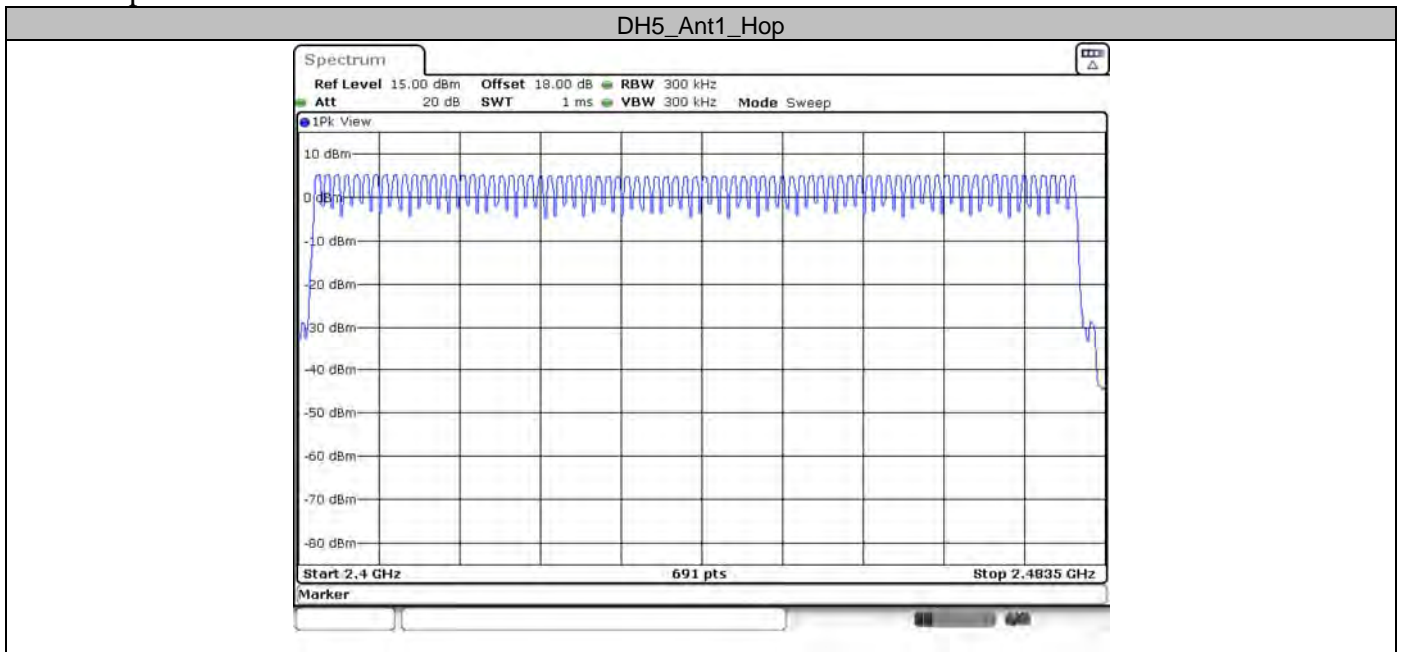 DH5_Ant1_Hop
Spectrum
Ref Level 15.00 dBm Offset 18.00 dB RBW 300 kHz
Att 20 dB SWT 1 ms VBW 300 kHz Mode Sweep
1Pk View
10 dBm
0 dBm
-10 dBm
-20 dBm
-30 dBm
-40 dBm
-50 dBm
-60 dBm
-70 dBm
-80 dBm
Start 2.4 GHz 691 pts Stop 2.4835 GHz
Marker